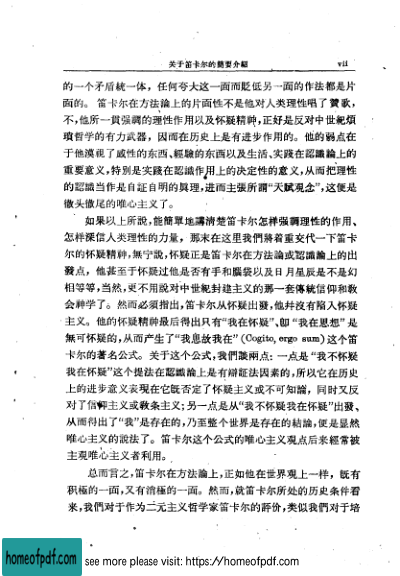 关于笛卡尔的簡要介紹 vii
的一个矛盾統一体，任何夸大这一面而貶低另一面的作法都是片
面的。笛卡尔在方法論上的片面性不是他对人类理性唱了贊歌，
不，他所一貫强調的理性作用以及怀疑精神，正好是反对中世紀煩
瑣哲学的有力武器，因而在历史上是有进步作用的。他的弱点在
于他漠視了感性的东西、經驗的东西以及生活、实踐在認識論上的
重要意义，特別是实踐在認識作用上的决定性的意义，从而把理性
的認識当作是自証自明的眞理，进而主張所謂“天賦观念”，这便是
徹头徹尾的唯心主义了。
如果以上所說，能簡單地講清楚笛卡尔怎样强調理性的作用、
怎样深信人类理性的力量，那末在这里我們將着重交代一下笛卡
尔的怀疑精神，無宁說，怀疑正是笛卡尔在方法論或認識論上的出
發点，他甚至于怀疑过他是否有手和腦袋以及日月星辰是不是幻
相等等，当然，更不用說对中世紀封建主义的那一套傳統信仰和教
会神学了。然而必須指出，笛卡尔从怀疑出發，他幷沒有陷入怀疑
主义。他的怀疑精神最后得出只有“我在怀疑”、卽“我在思想”是
無可怀疑的，从而产生了“我思故我在”(Cogito, ergo sum)这个笛
卡尔的著名公式。关于这个公式，我們談兩点：一点是“我不怀疑
我在怀疑”这个提法在認識論上是有辯証法因素的，所以它在历史
上的进步意义表現在它旣否定了怀疑主义或不可知論，同时又反
对了信仰主义或教条主义；另一点是从“我不怀疑我在怀疑”出發、
从而得出了“我”是存在的，乃至整个世界是存在的結論，便是显然
唯心主义的說法了。笛卡尔这个公式的唯心主义观点后来經常被
主观唯心主义者利用。
总而言之，笛卡尔在方法論上，正如他在世界观上一样，旣有
积極的一面，又有消極的一面。然而，就笛卡尔所处的历史条件看
来，我們对于作为二元主义哲学家笛卡尔的評价，类似我們对于培
homeofpdf.com
see more please visit: https://homeofpdf.com